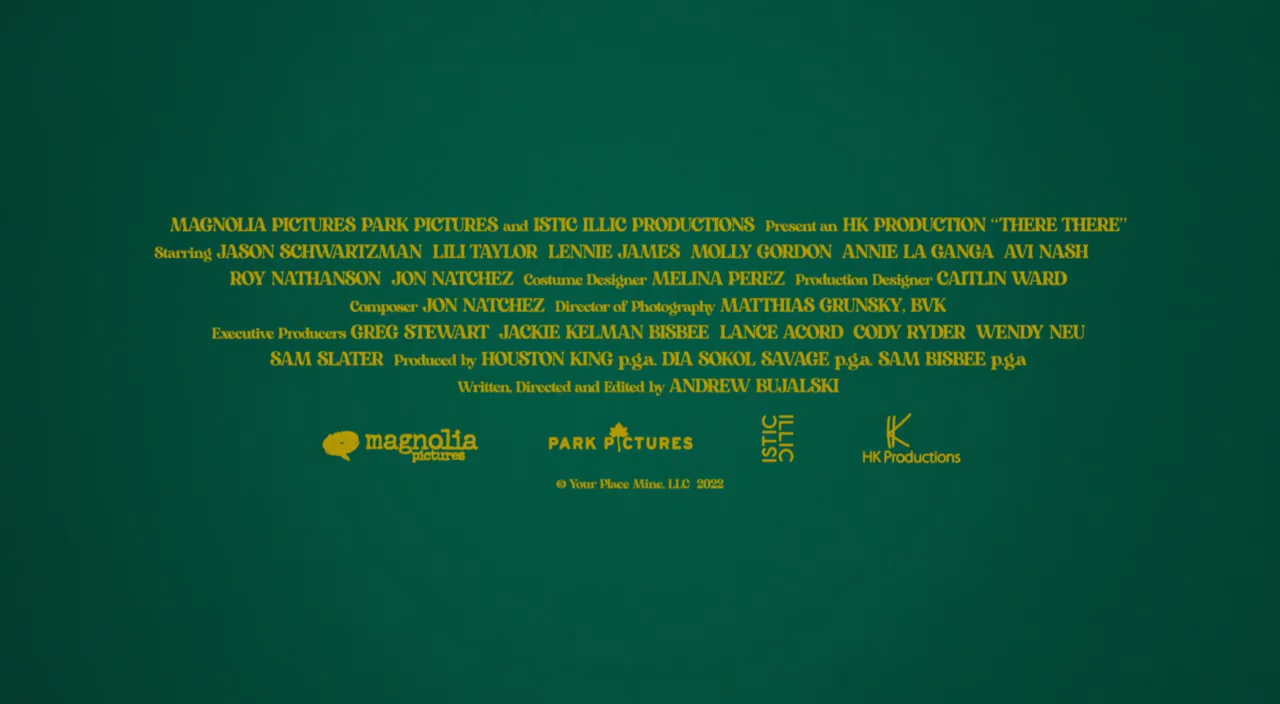 MAGNOLIA PICTURES PARK PICTURES and ISTIC ILLIC PRODUCTIONS Present an HK PRODUCTION “THERE THERE”
Starring JASON SCHWARTZMAN LILI TAYLOR LENNIE JAMES MOLLY GORDON ANNIE LA GANGA AVI NASH
ROY NATHANSON JON NATCHEZ Costume Designer MELINA PEREZ Production Designer CAITLIN WARD
Composer JON NATCHEZ Director of Photography MATTHIAS GRUNSKY, BVK
Executive Producers GREG STEWART JACKIE KELMAN BISBEE LANCE ACORD CODY RYDER WENDY NEU
SAM SLATER Produced by HOUSTON KING p.g.a. DIA SOKOL SAVAGE p.g.a. SAM BISBEE p.g.a
Written, Directed and Edited by ANDREW BUJALSKI
magnolia
pictures
PARK PICTURES
ISTIC
ILLIC
HK
HK Productions
© Your Place Mine, LLC 2022